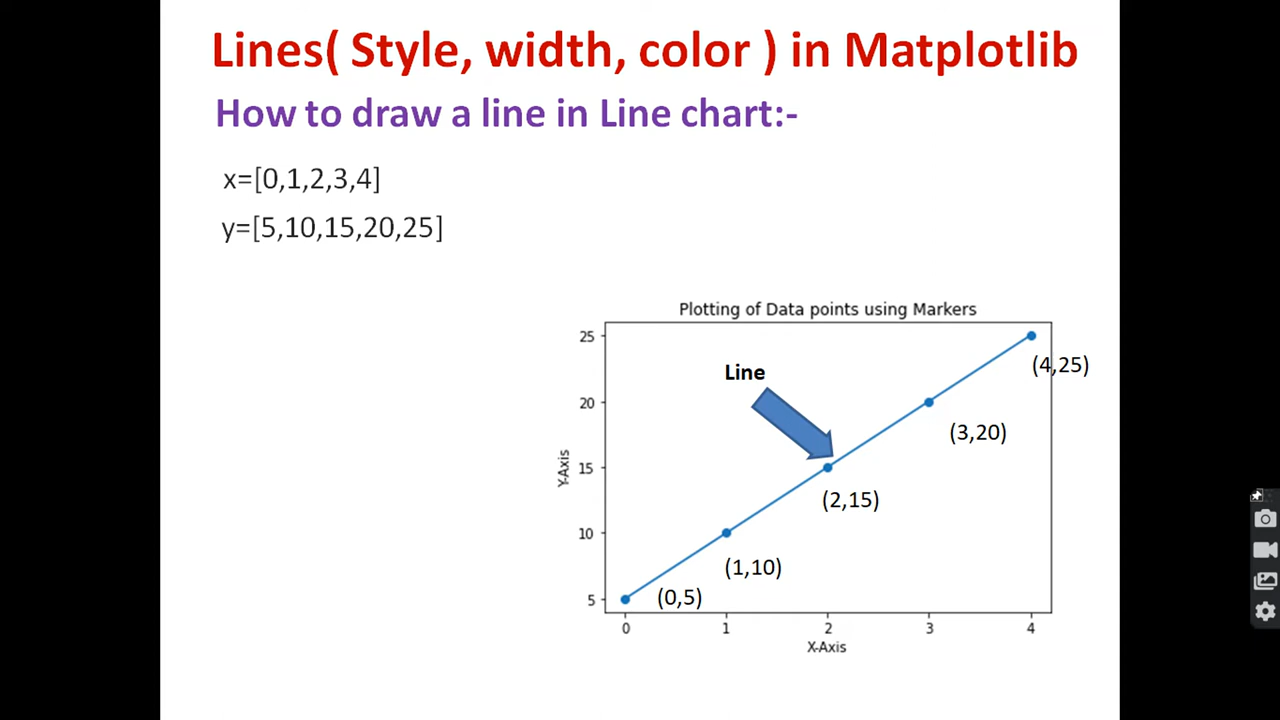 Lines( Style, width, color ) in Matplotlib
How to draw a line in Line chart:-
x=[0,1,2,3,4]
y=[5,10,15,20,25]
Plotting of Data points using Markers
25
(4,25)
Line
20
(3,20)
Y-Axis
15
(2,15)
10
(1,10)
5
(0,5)
0 1 2 3 4
X-Axis